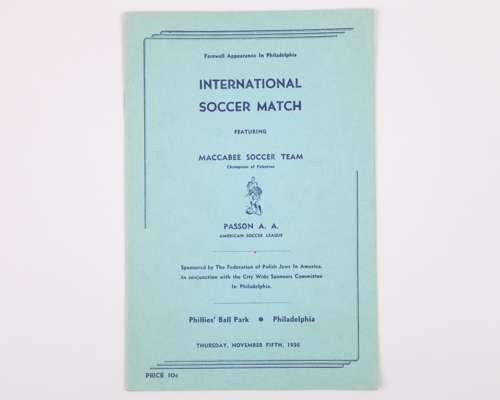 Farewell Appearance In Philadelphia
INTERNATIONAL
SOCCER MATCH
FEATURING
MACCABEE SOCCER TEAM
Champions of Palestine
PASSON A. A.
AMERICAN SOCCER LEAGUE
Sponsored by The Federation of Polish Jews In America.
In conjunction with the City Wide Sponsors Committee
In Philadelphia.
Phillies' Ball Park • Philadelphia
THURSDAY, NOVEMBER FIFTH, 1936
PRICE 10c